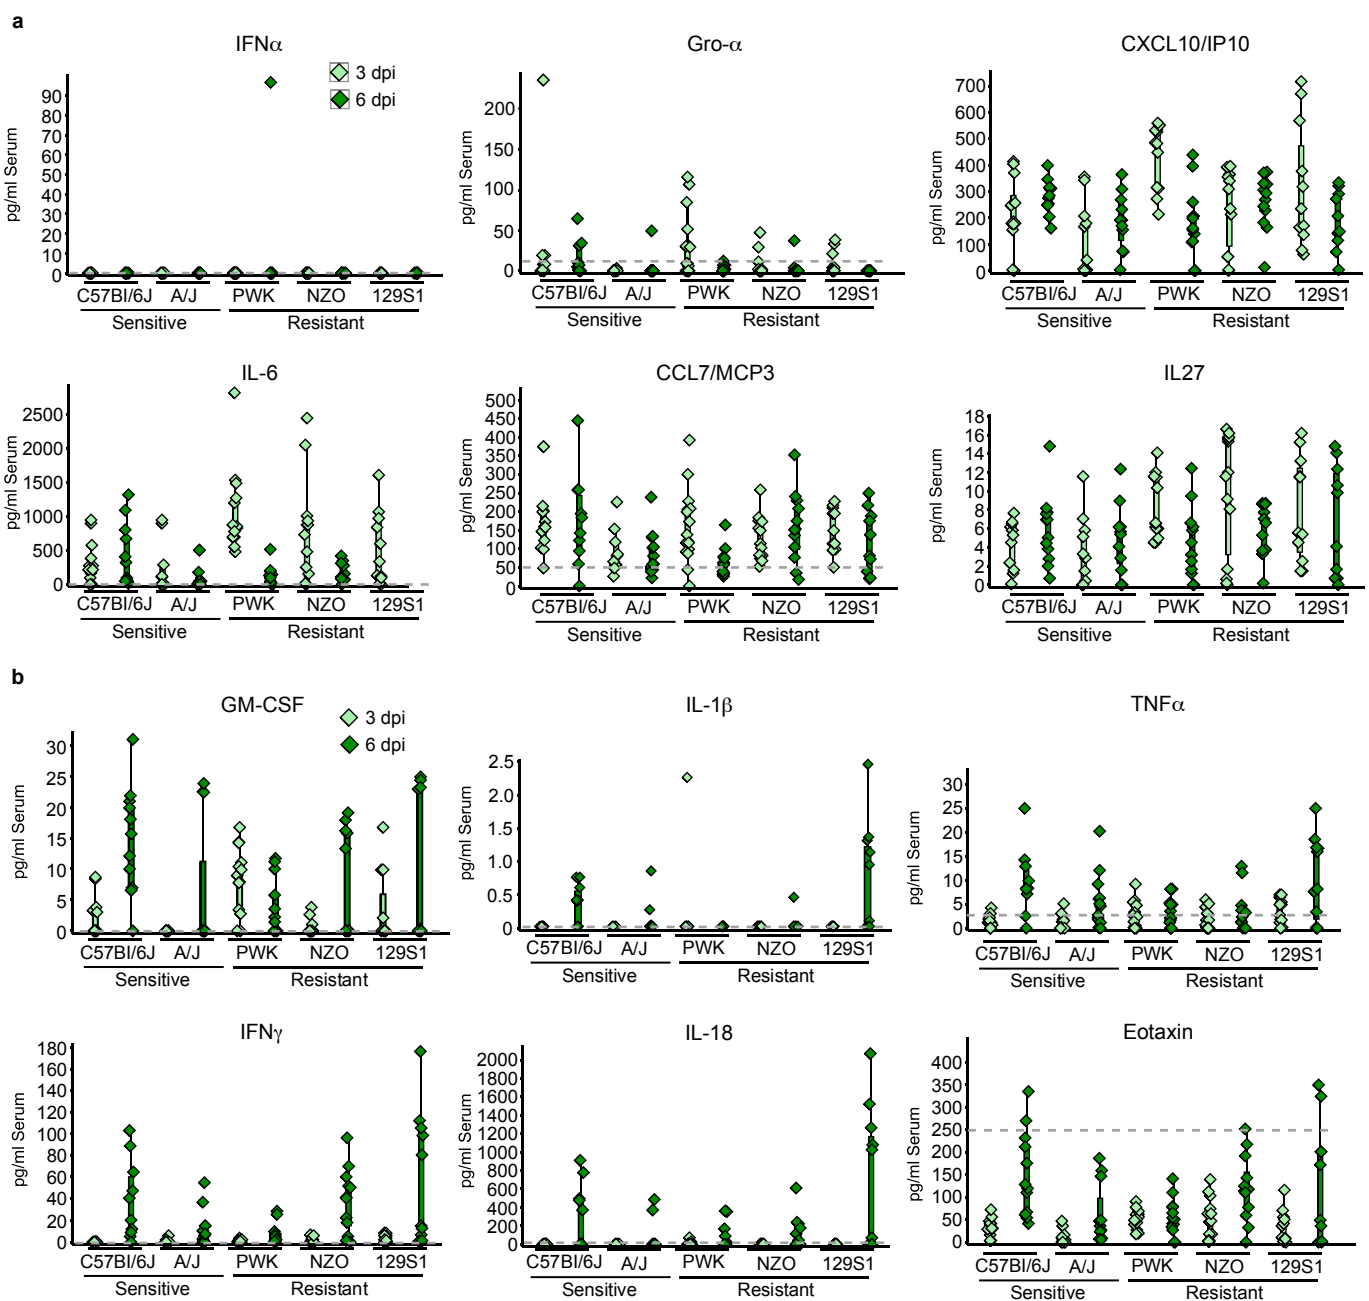 a
IFNα
Gro-α
CXCL10/IP10
3 dpi
6 dpi
pg/ml Serum
90
80
70
60
50
40
30
20
10
0
C57Bl/6J A/J PWK NZO 129S1
Sensitive Resistant
pg/ml Serum
200
150
100
50
0
C57Bl/6J A/J PWK NZO 129S1
Sensitive Resistant
pg/ml Serum
700
600
500
400
300
200
100
0
C57Bl/6J A/J PWK NZO 129S1
Sensitive Resistant
IL-6
CCL7/MCP3
IL27
pg/ml Serum
2500
2000
1500
1000
500
0
C57Bl/6J A/J PWK NZO 129S1
Sensitive Resistant
pg/ml Serum
500
450
400
350
300
250
200
150
100
50
0
C57Bl/6J A/J PWK NZO 129S1
Sensitive Resistant
pg/ml Serum
18
16
14
12
10
8
6
4
2
0
C57Bl/6J A/J PWK NZO 129S1
Sensitive Resistant
b
GM-CSF
IL-1β
TNFα
3 dpi
6 dpi
pg/ml Serum
30
25
20
15
10
5
0
C57Bl/6J A/J PWK NZO 129S1
Sensitive Resistant
pg/ml Serum
2.5
2.0
1.5
1.0
0.5
0
C57Bl/6J A/J PWK NZO 129S1
Sensitive Resistant
pg/ml Serum
30
25
20
15
10
5
0
C57Bl/6J A/J PWK NZO 129S1
Sensitive Resistant
IFNγ
IL-18
Eotaxin
pg/ml Serum
180
160
140
120
100
80
60
40
20
0
C57Bl/6J A/J PWK NZO 129S1
Sensitive Resistant
pg/ml Serum
2000
1800
1600
1400
1200
1000
800
600
400
200
0
C57Bl/6J A/J PWK NZO 129S1
Sensitive Resistant
pg/ml Serum
400
350
300
250
200
150
100
50
0
C57Bl/6J A/J PWK NZO 129S1
Sensitive Resistant